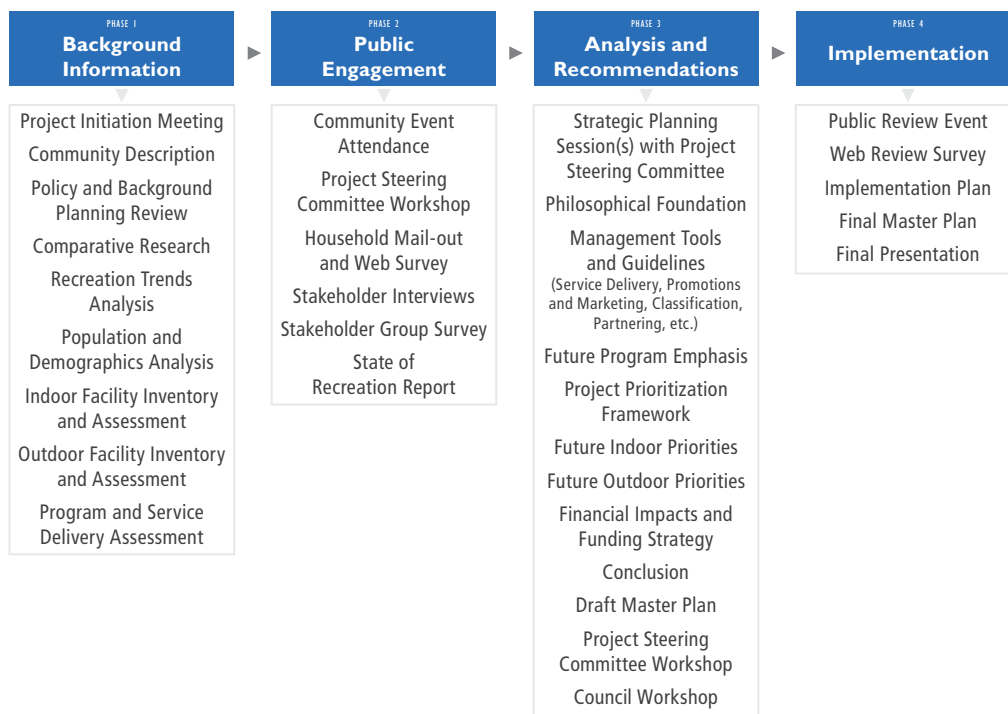 PHASE 1
Background
Information
Project Initiation Meeting
Community Description
Policy and Background
Planning Review
Comparative Research
Recreation Trends
Analysis
Population and
Demographics Analysis
Indoor Facility Inventory
and Assessment
Outdoor Facility Inventory
and Assessment
Program and Service
Delivery Assessment
PHASE 2
Public
Engagement
Community Event
Attendance
Project Steering
Committee Workshop
Household Mail-out
and Web Survey
Stakeholder Interviews
Stakeholder Group Survey
State of
Recreation Report
PHASE 3
Analysis and
Recommendations
Strategic Planning
Session(s) with Project
Steering Committee
Philosophical Foundation
Management Tools
and Guidelines
(Service Delivery, Promotions
and Marketing, Classification,
Partnering, etc.)
Future Program Emphasis
Project Prioritization
Framework
Future Indoor Priorities
Future Outdoor Priorities
Financial Impacts and
Funding Strategy
Conclusion
Draft Master Plan
Project Steering
Committee Workshop
Council Workshop
PHASE 4
Implementation
Public Review Event
Web Review Survey
Implementation Plan
Final Master Plan
Final Presentation